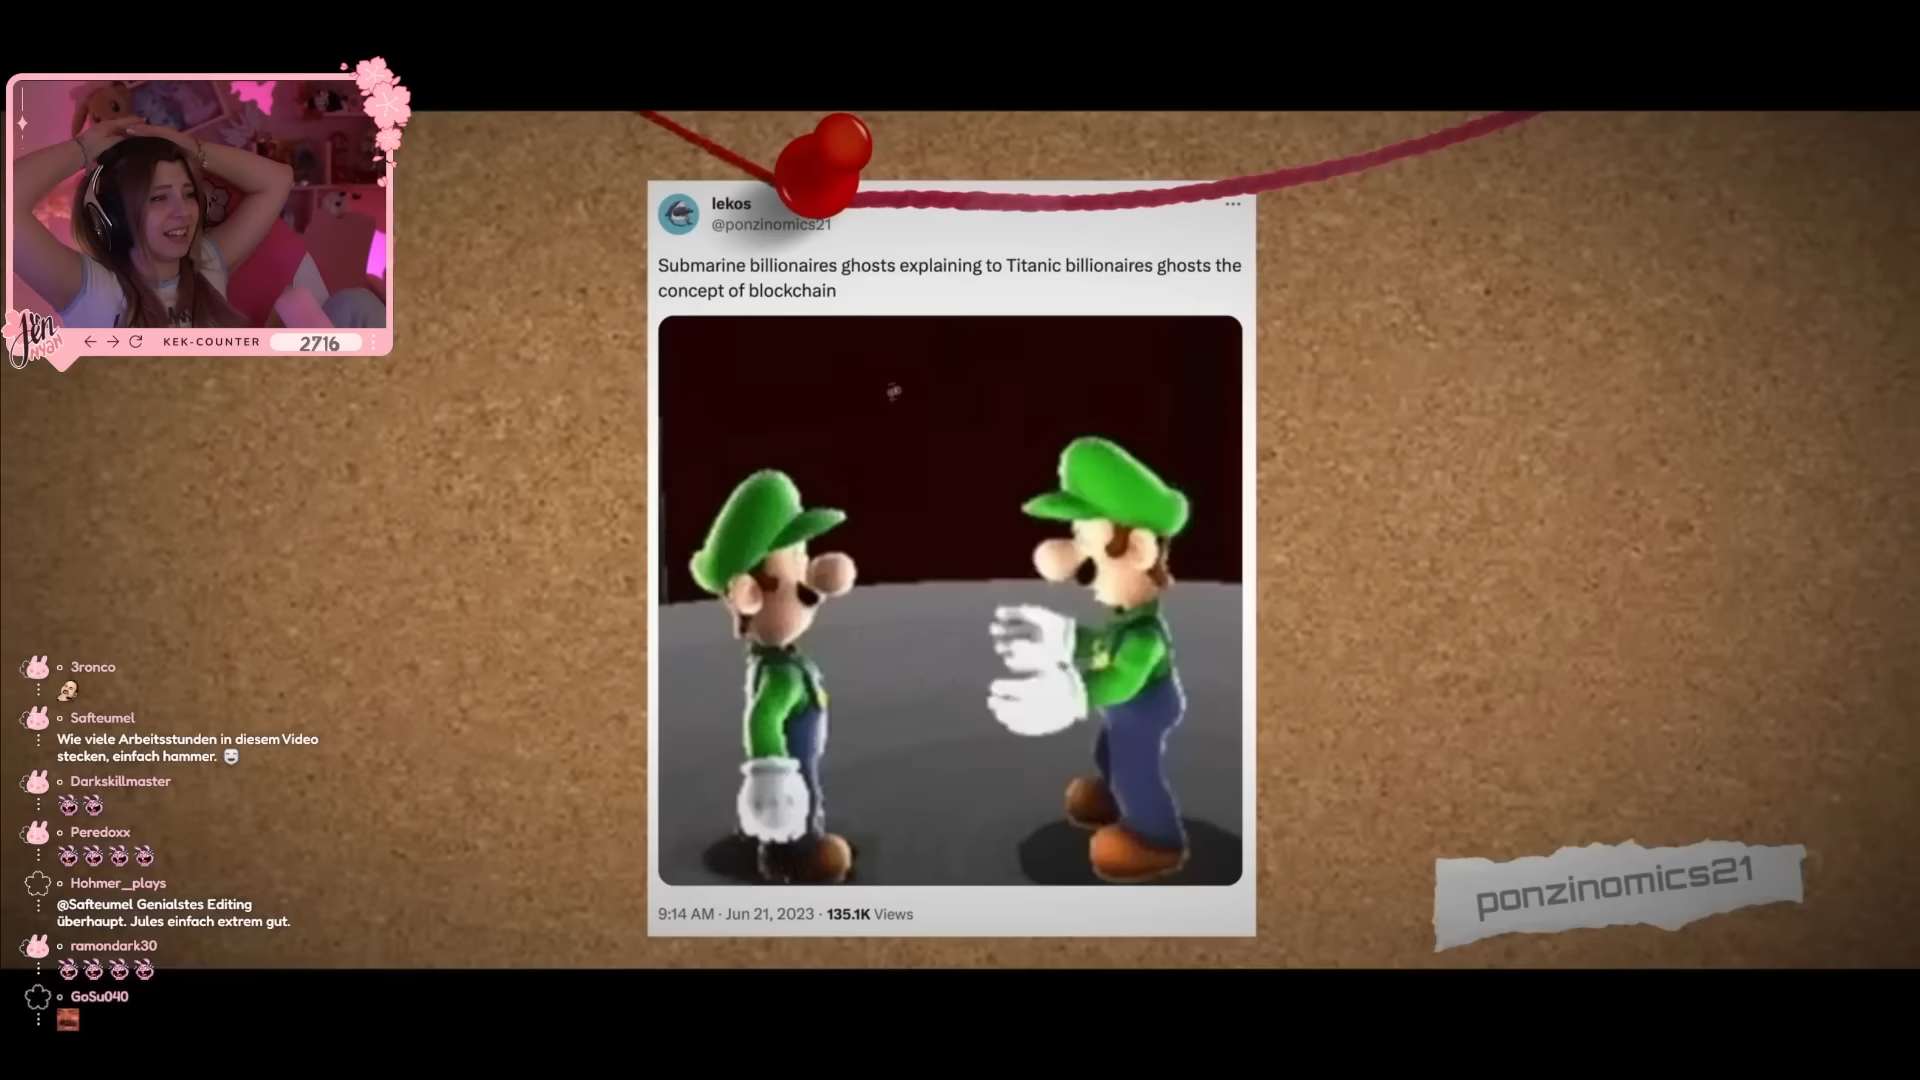 lekos
@ponzinomics21
Submarine billionaires ghosts explaining to Titanic billionaires ghosts the
concept of blockchain
9:14 AM · Jun 21, 2023 · 135.1K Views
ponzinomics21
Jën
nyan
KEK-COUNTER 2716
3ronco
Safteumel
Wie viele Arbeitsstunden in diesem Video
stecken, einfach hammer.
Darkskillmaster
Peredoxx
Hohmer_plays
@Safteumel Genialstes Editing
überhaupt. Jules einfach extrem gut.
ramondark30
GoSu040